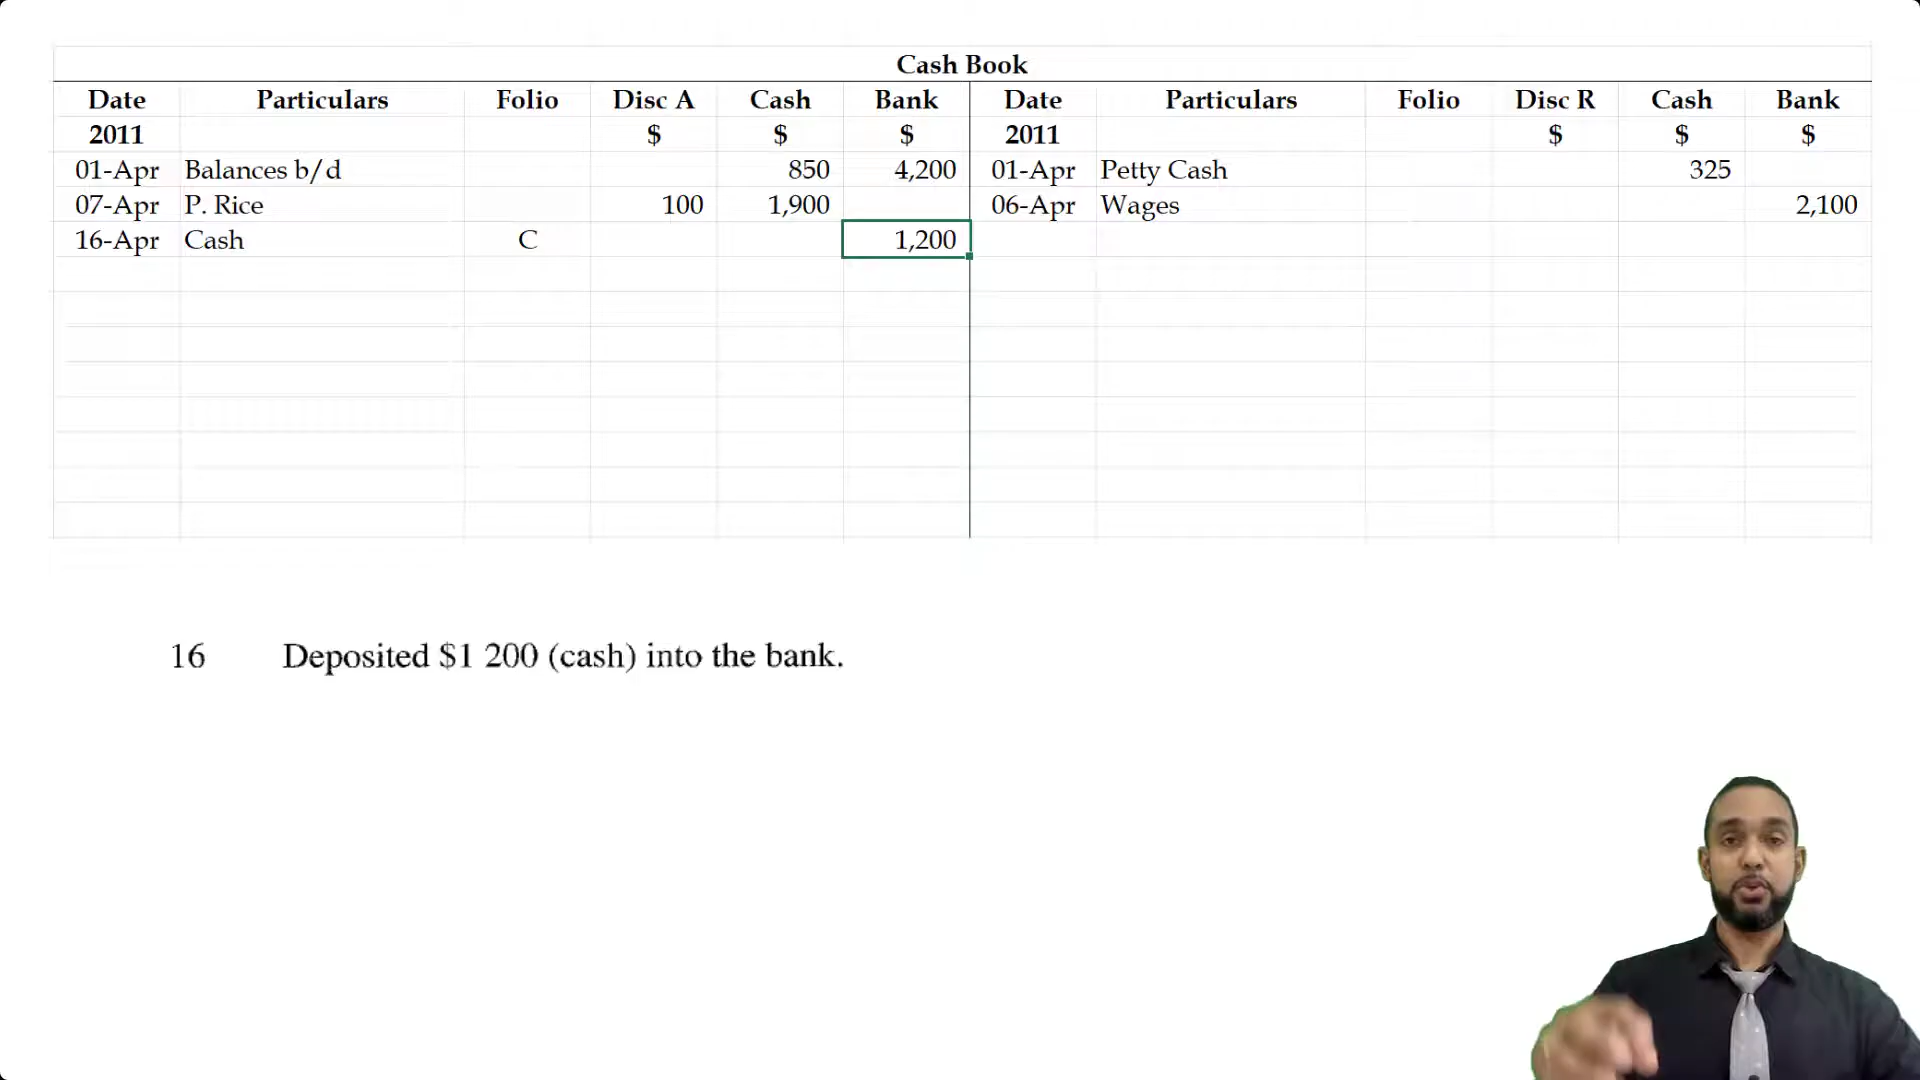 Cash Book
Date Particulars Folio Disc A Cash Bank Date Particulars Folio Disc R Cash Bank
2011 $ $ $ 2011 $ $ $
01-Apr Balances b/d 850 4,200 01-Apr Petty Cash 325
07-Apr P. Rice 100 1,900 06-Apr Wages 2,100
16-Apr Cash C 1,200
16 Deposited $1 200 (cash) into the bank.